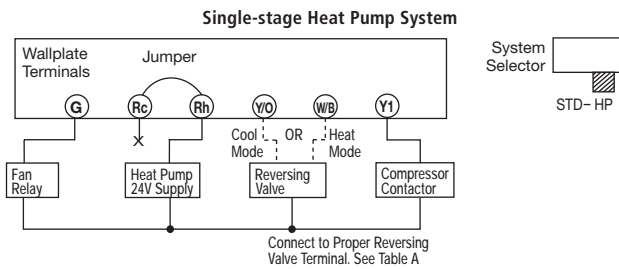 Single-stage Heat Pump System
Wallplate
Terminals
Jumper
System
Selector
STD– HP
G
Rc
Rh
Y/O
W/B
Y1
X
Cool
Mode
OR
Heat
Mode
Fan
Relay
Heat Pump
24V Supply
Reversing
Valve
Compressor
Contactor
Connect to Proper Reversing
Valve Terminal. See Table A